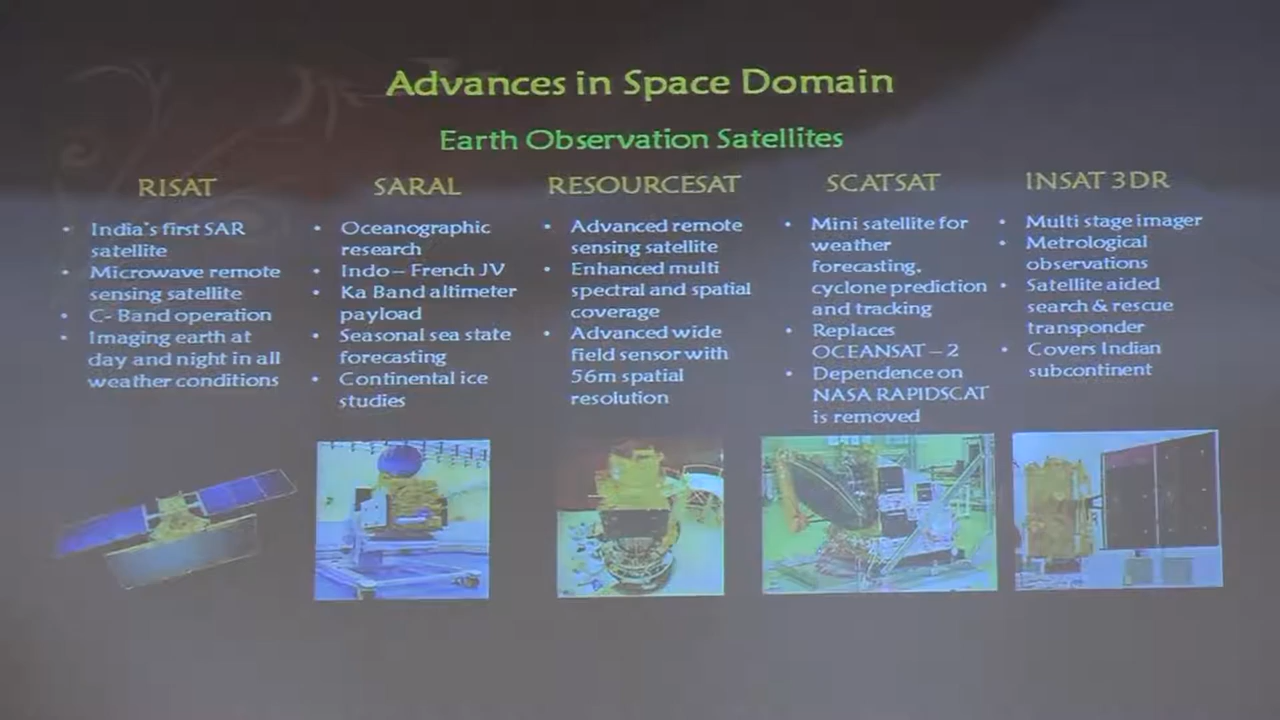 Advances in Space Domain
Earth Observation Satellites
RISAT
• India's first SAR
satellite
• Microwave remote
sensing satellite
• C- Band operation
• Imaging earth at
day and night in all
weather conditions
SARAL
• Oceanographic
research
• Indo – French JV
• Ka Band altimeter
payload
• Seasonal sea state
forecasting
• Continental ice
studies
RESOURCESAT
• Advanced remote
sensing satellite
• Enhanced multi
spectral and spatial
coverage
• Advanced wide
field sensor with
56m spatial
resolution
SCATSAT
• Mini satellite for
weather
forecasting,
cyclone prediction
and tracking
• Replaces
OCEANSAT – 2
• Dependence on
NASA RAPIDSCAT
is removed
INSAT 3DR
• Multi stage imager
• Metrological
observations
• Satellite aided
search & rescue
transponder
• Covers Indian
subcontinent